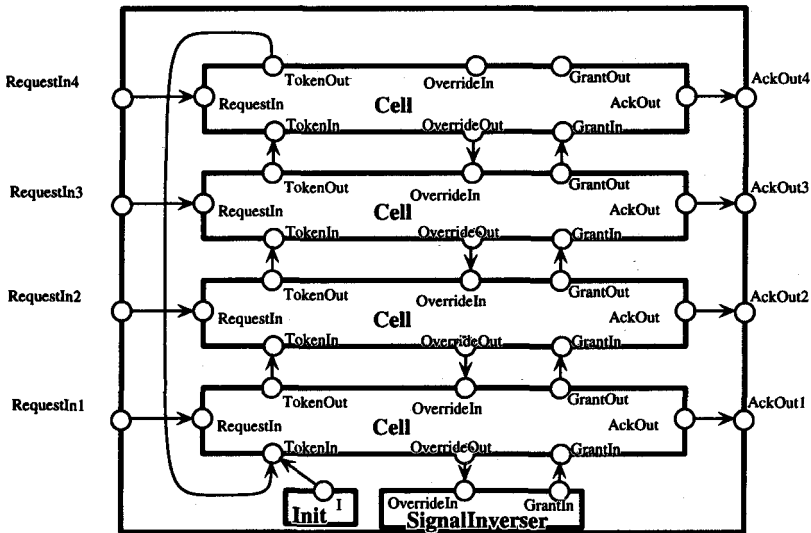 RequestIn4
TokenOut
OverrideIn
GrantOut
AckOut4
RequestIn
Cell
AckOut
TokenIn
OverrideOut
GrantIn
RequestIn3
TokenOut
OverrideIn
GrantOut
AckOut3
RequestIn
Cell
AckOut
TokenIn
OverrideOut
GrantIn
RequestIn2
TokenOut
OverrideIn
GrantOut
AckOut2
RequestIn
Cell
AckOut
TokenIn
OverrideOut
GrantIn
RequestIn1
TokenOut
OverrideIn
GrantOut
AckOut1
RequestIn
Cell
AckOut
TokenIn
OverrideOut
GrantIn
I
Init
OverrideIn
GrantIn
SignalInverser